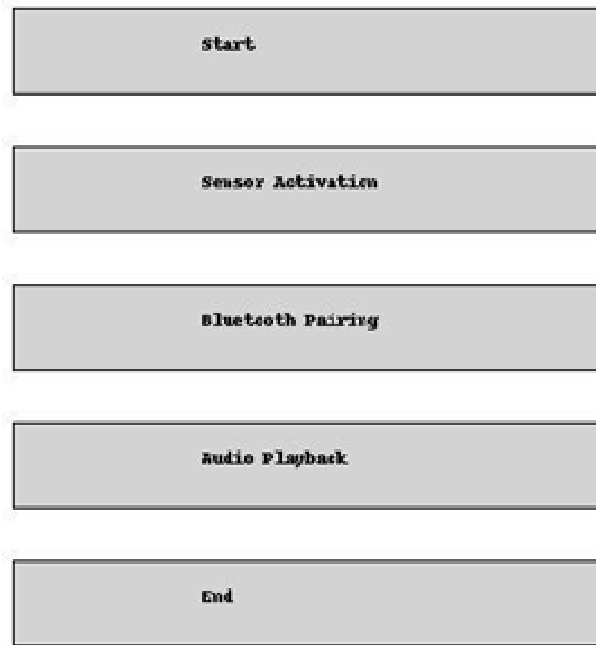 Start
Sensor Activation
Bluetooth Pairing
Audio Playback
End